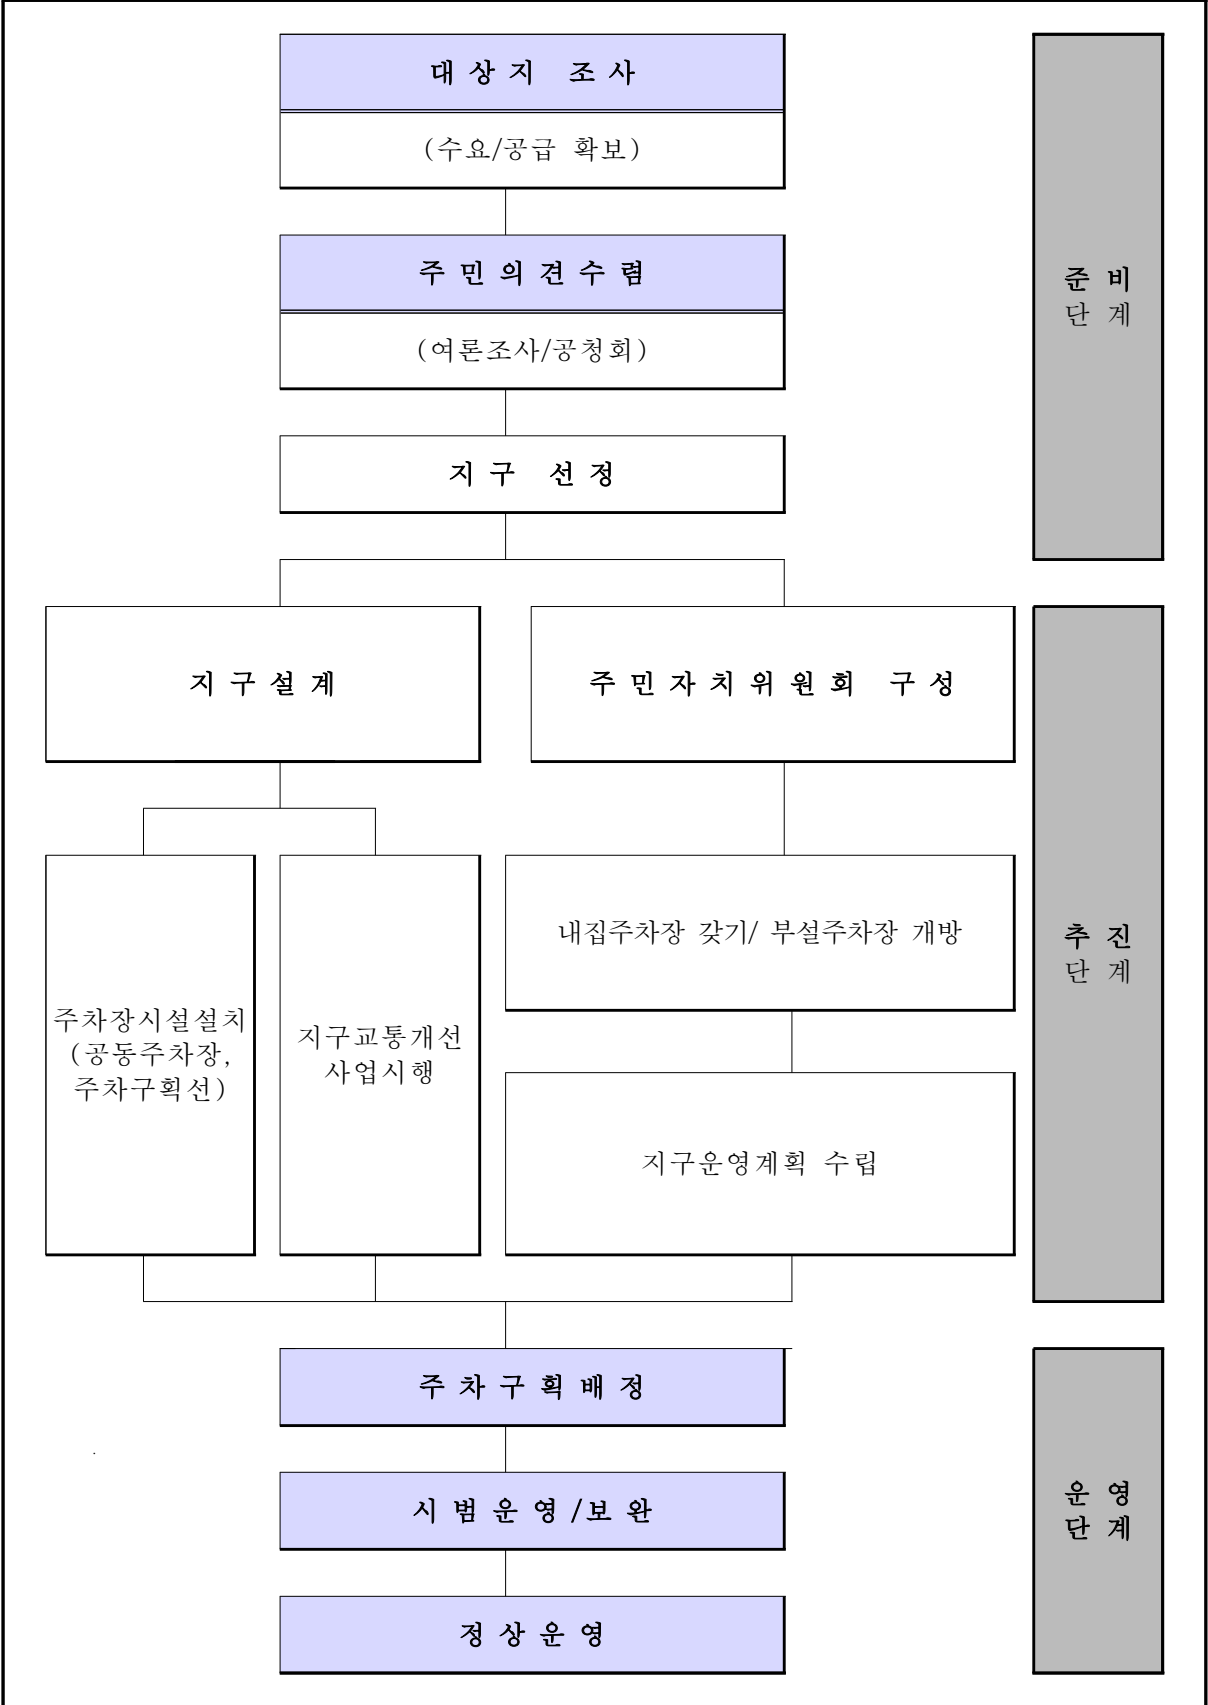 대상지 조사
(수요/공급 확보)
주민의견수렴
(여론조사/공청회)
지구 선정
준비
단계
지구설계
주민자치위원회 구성
주차장시설설치
(공동주차장,
주차구획선)
지구교통개선
사업시행
내집주차장 갖기/ 부설주차장 개방
지구운영계획 수립
추진
단계
주차구획배정
시범운영/보완
정상운영
운영
단계